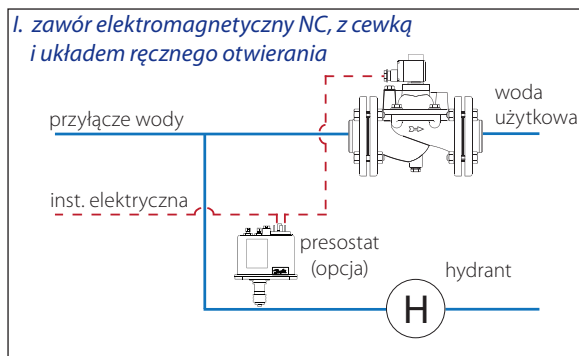 I. zawór elektromagnetyczny NC, z cewką
i układem ręcznego otwierania
woda
użytkowa
przyłącze wody
inst. elektryczna
presostat
(opcja)
hydrant
H